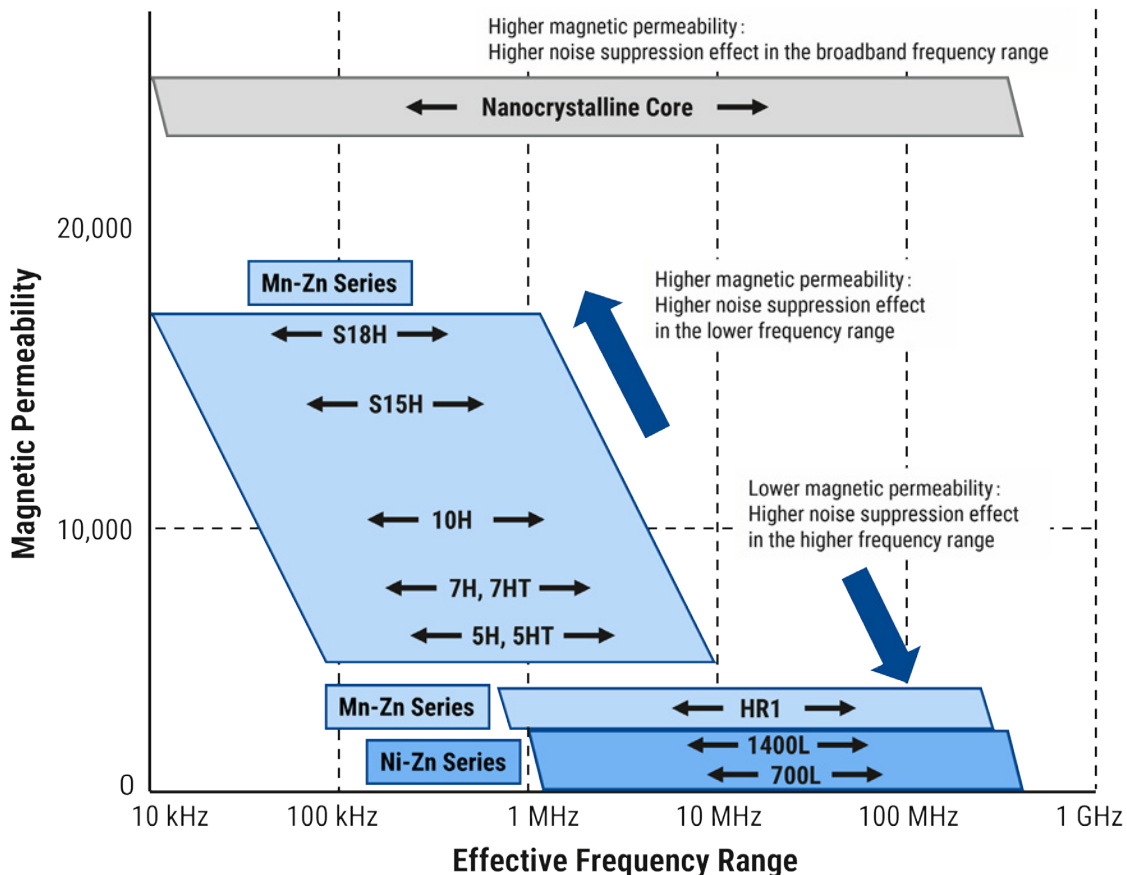 Higher magnetic permeability:
Higher noise suppression effect in the broadband frequency range
Nanocrystalline Core
20,000
Mn-Zn Series
Higher magnetic permeability:
Higher noise suppression effect
in the lower frequency range
S18H
S15H
Magnetic Permeability
Lower magnetic permeability:
Higher noise suppression effect
in the higher frequency range
10,000
10H
7H, 7HT
5H, 5HT
Mn-Zn Series
HR1
Ni-Zn Series
1400L
700L
0
10 kHz
100 kHz
1 MHz
10 MHz
100 MHz
1 GHz
Effective Frequency Range